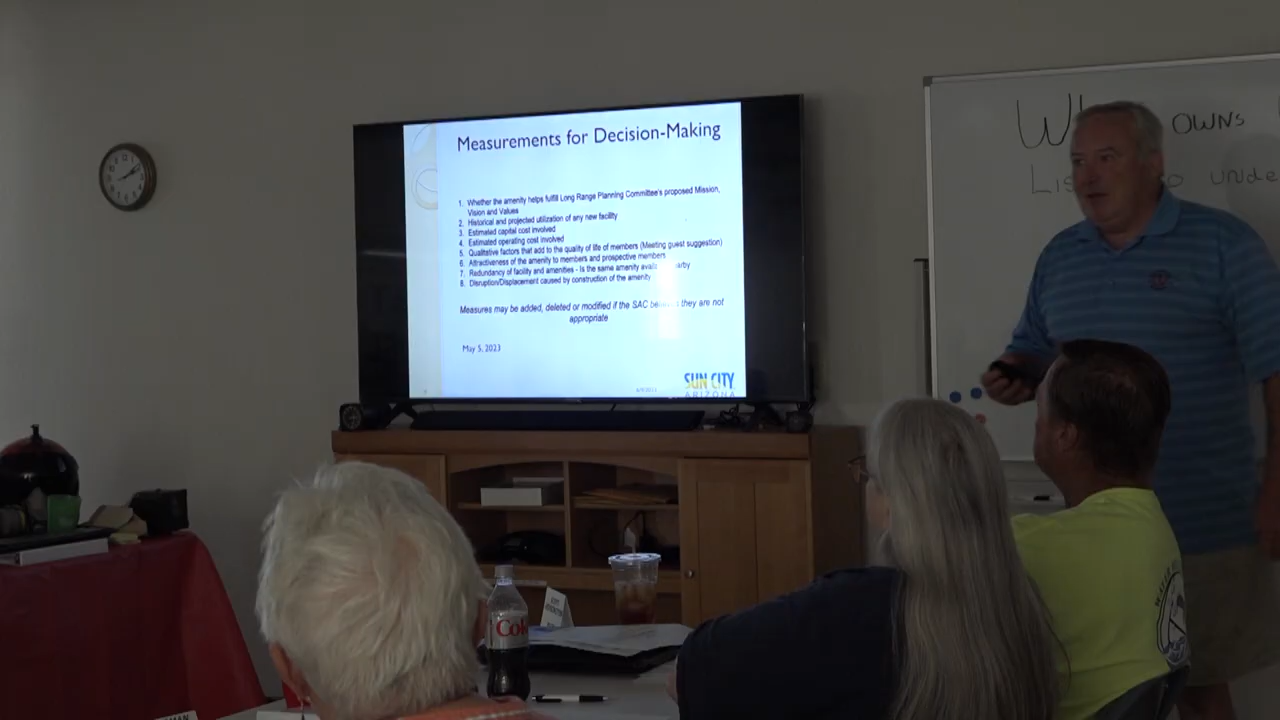 Measurements for Decision-Making
1. Whether the amenity helps fulfill Long Range Planning Committee's proposed Mission,
Vision and Values
2. Historical and projected utilization of any new facility
3. Estimated capital cost involved
4. Estimated operating cost involved
5. Qualitative factors that add to the quality of life of members (Meeting guest suggestion)
6. Attractiveness of the amenity to members and prospective members
7. Redundancy of facility and amenities - Is the same amenity
8. Disruption/Displacement caused by construction of the amenity
Measures may be added, deleted or modified if the SAC they are not
appropriate
May 5, 2023
SUN CITY
ARIZONA
OWNS
Coke